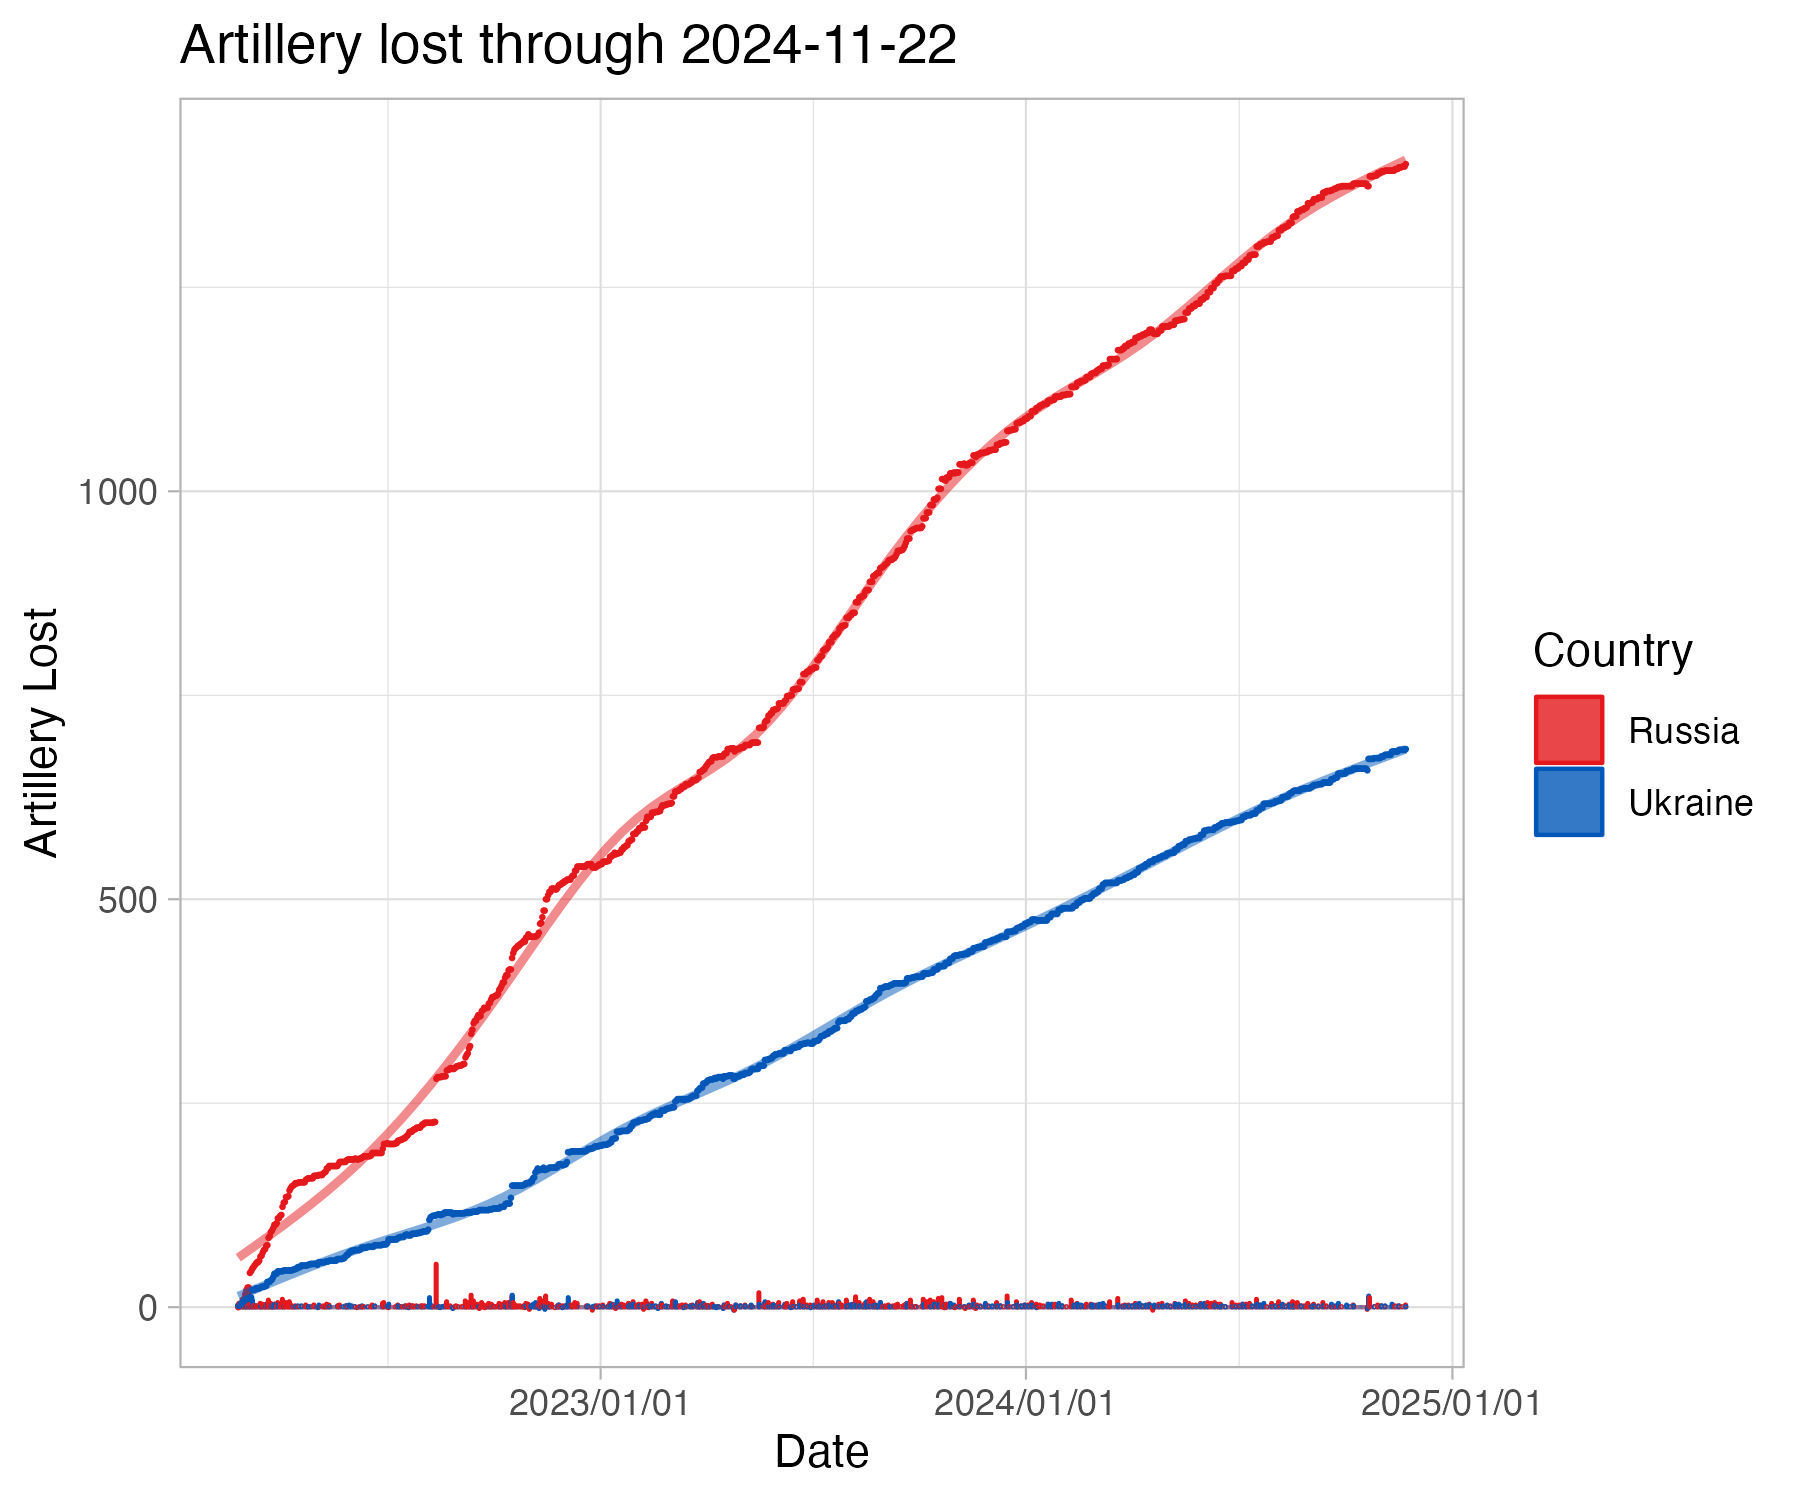 Artillery lost through 2024-11-22
Artillery Lost
1000
500
0
2023/01/01
2024/01/01
2025/01/01
Date
Country
Russia
Ukraine